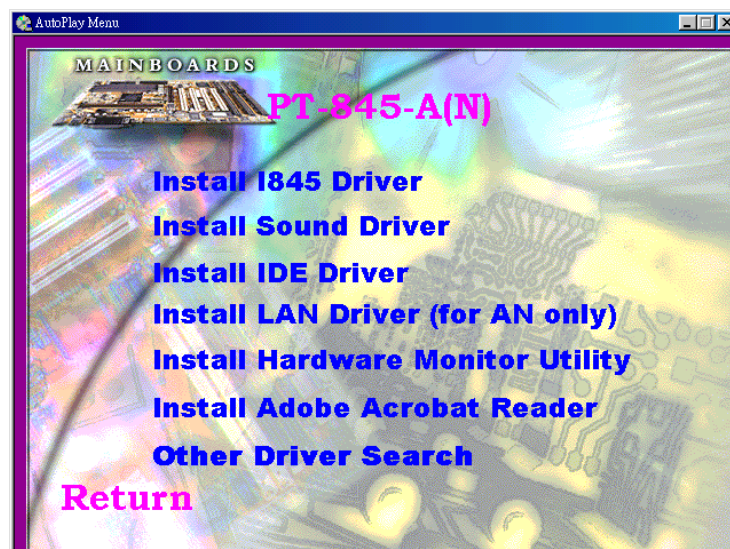 AutoPlay Menu
MAINBOARDS
PT-845-A(N)
Install I845 Driver
Install Sound Driver
Install IDE Driver
Install LAN Driver (for AN only)
Install Hardware Monitor Utility
Install Adobe Acrobat Reader
Other Driver Search
Return